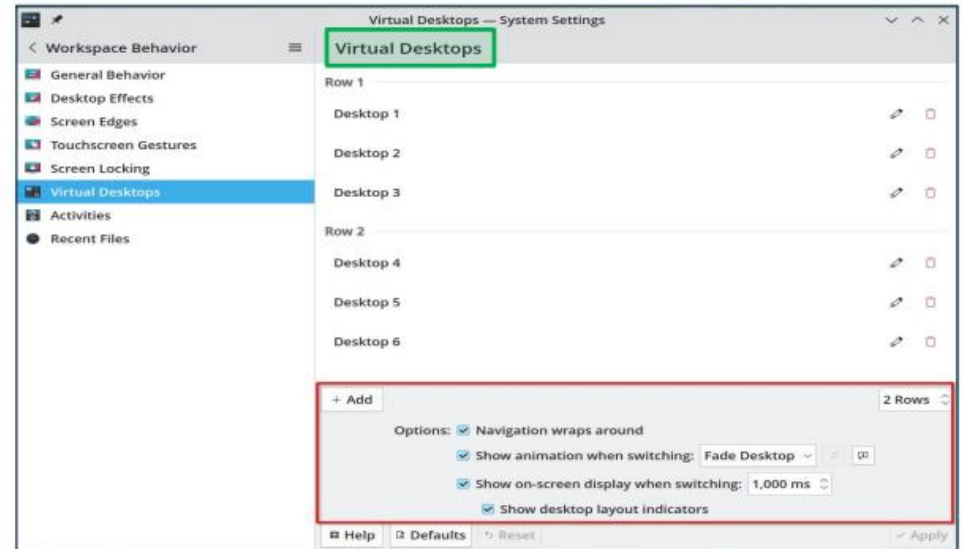 Virtual Desktops — System Settings
Workspace Behavior
Virtual Desktops
General Behavior
Desktop Effects
Screen Edges
Touchscreen Gestures
Screen Locking
Virtual Desktops
Activities
Recent Files
Row 1
Desktop 1
Desktop 2
Desktop 3
Row 2
Desktop 4
Desktop 5
Desktop 6
+ Add
2 Rows
Options: Navigation wraps around
Show animation when switching: Fade Desktop
Show on-screen display when switching: 1,000 ms
Show desktop layout indicators
Help Defaults Reset Apply